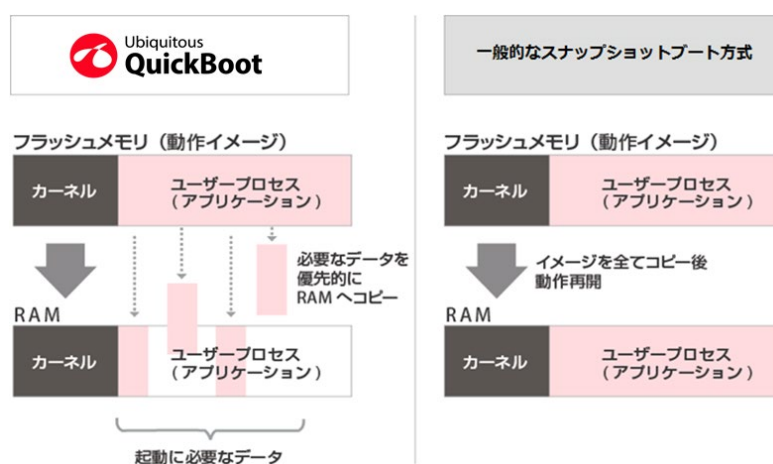 Ubiquitous
QuickBoot
フラッシュメモリ（動作イメージ）
カーネル
ユーザープロセス
(アプリケーション)
必要なデータを
優先的に
RAM へコピー
RAM
カーネル
ユーザープロセス
(アプリケーション)
起動に必要なデータ
一般的なスナップショットブート方式
フラッシュメモリ（動作イメージ）
カーネル
ユーザープロセス
(アプリケーション)
イメージを全てコピー後
動作再開
RAM
カーネル
ユーザープロセス
(アプリケーション)